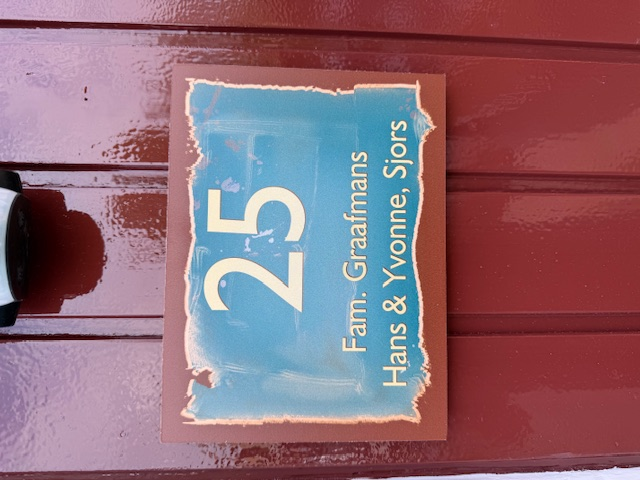 25
Fam. Graafmans
Hans & Yvonne, Sjors